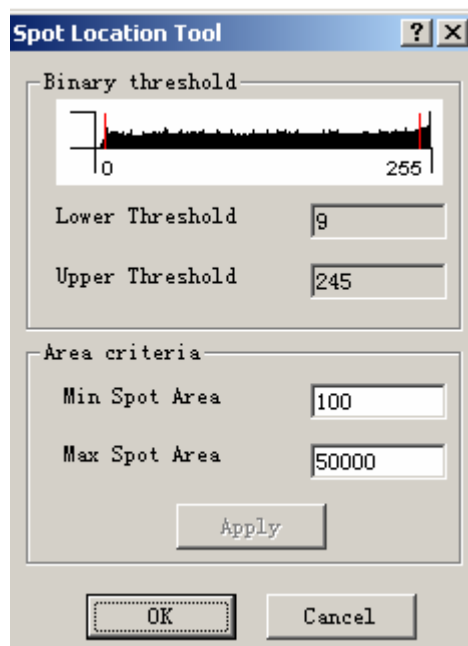 Spot Location Tool ? ×
Binary threshold
0 255
Lower Threshold 9
Upper Threshold 245
Area criteria
Min Spot Area 100
Max Spot Area 50000
Apply
OK Cancel